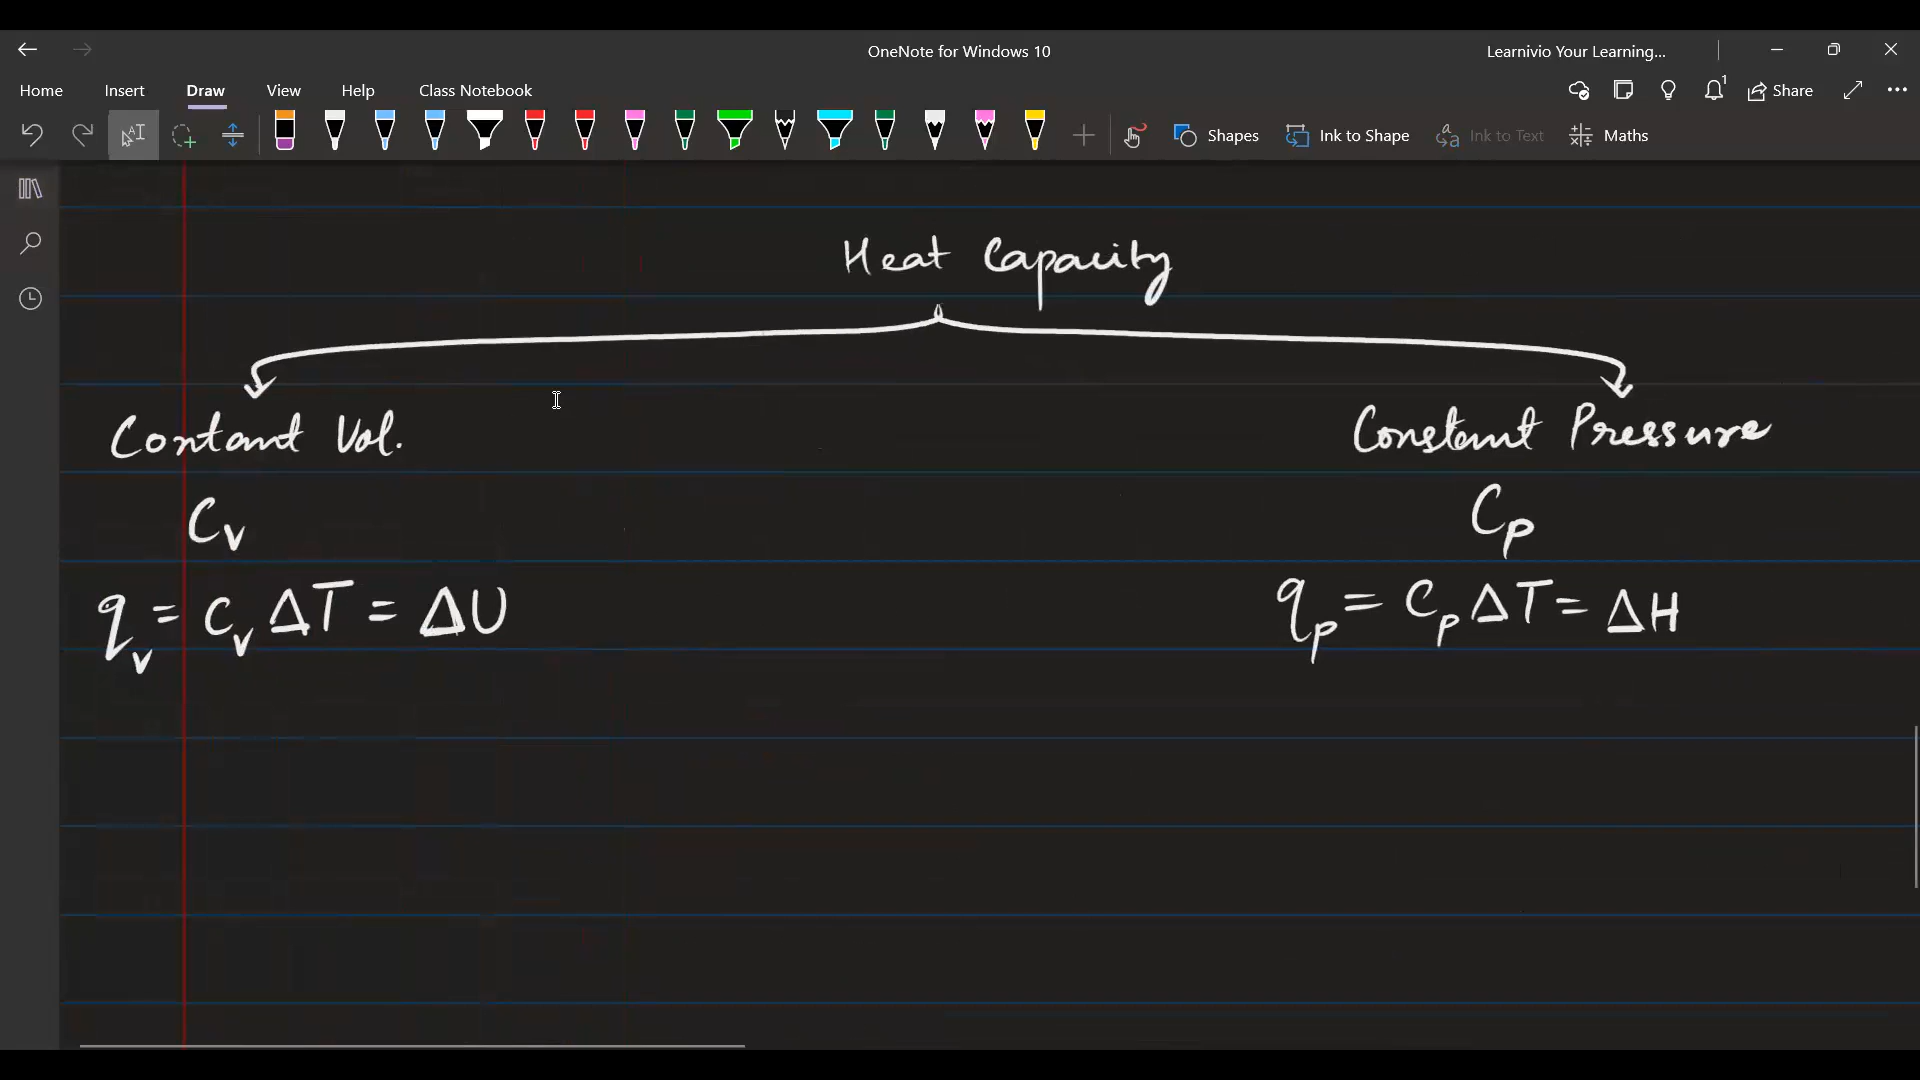 OneNote for Windows 10
Learnivio Your Learning...
Home Insert Draw View Help Class Notebook
1
Share
Shapes
Ink to Shape
Ink to Text
Maths
Heat Capacity
Contant Vol.
Constant Pressure
Cv
Cp
qv = Cv ΔT = ΔU
qp = Cp ΔT = ΔH